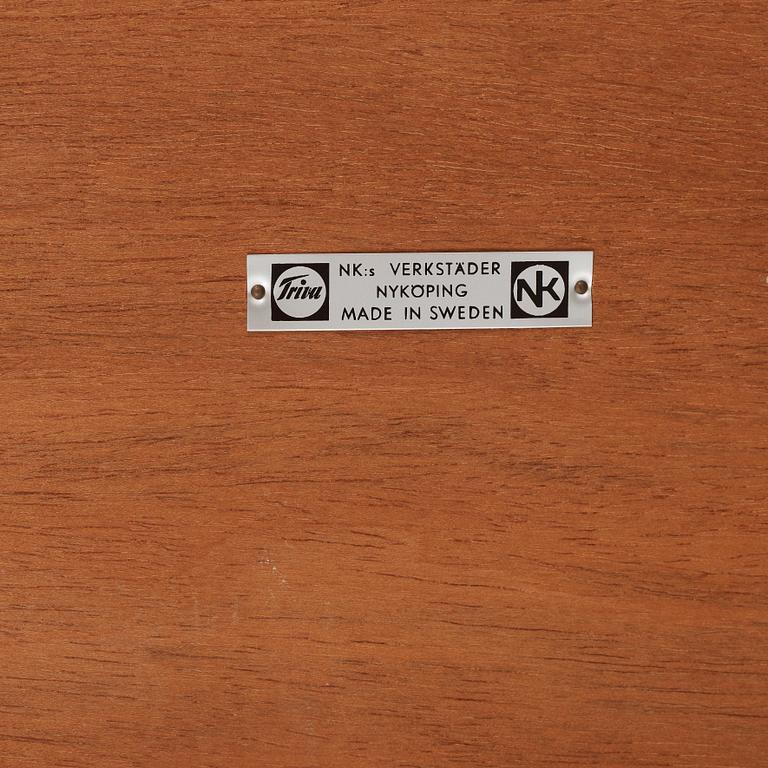 Triva
NK:s VERKSTÄDER
NYKÖPING
MADE IN SWEDEN
NK